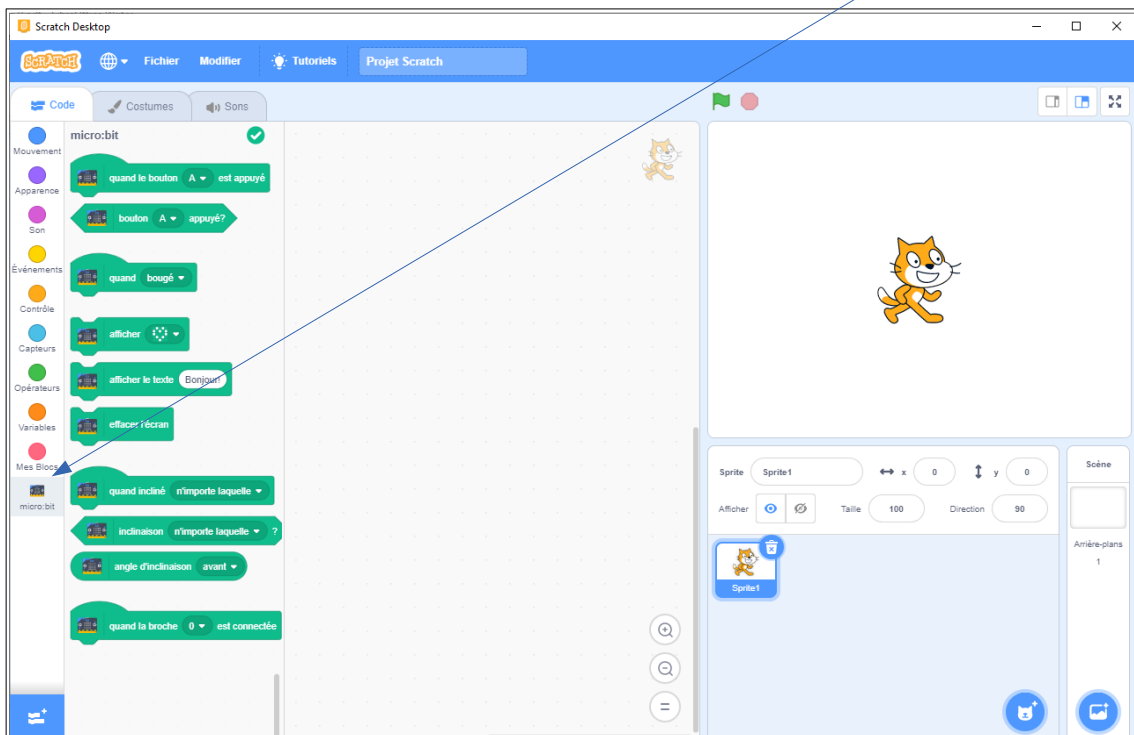 Scratch Desktop
SCRATCH Fichier Modifier Tutoriels Projet Scratch
Code Costumes Sons
Mouvement
Apparence
Son
Événements
Contrôle
Capteurs
Opérateurs
Variables
Mes Blocs
micro:bit
micro:bit
quand le bouton A est appuyé
bouton A appuyé?
quand bougé
afficher
afficher le texte Bonjour!
effacer l'écran
quand incliné n'importe laquelle
inclinaison n'importe laquelle ?
angle d'inclinaison avant
quand la broche 0 est connectée
Sprite Sprite1 x 0 y 0
Afficher Taille 100 Direction 90
Sprite1
Scène
Arrière-plans
1